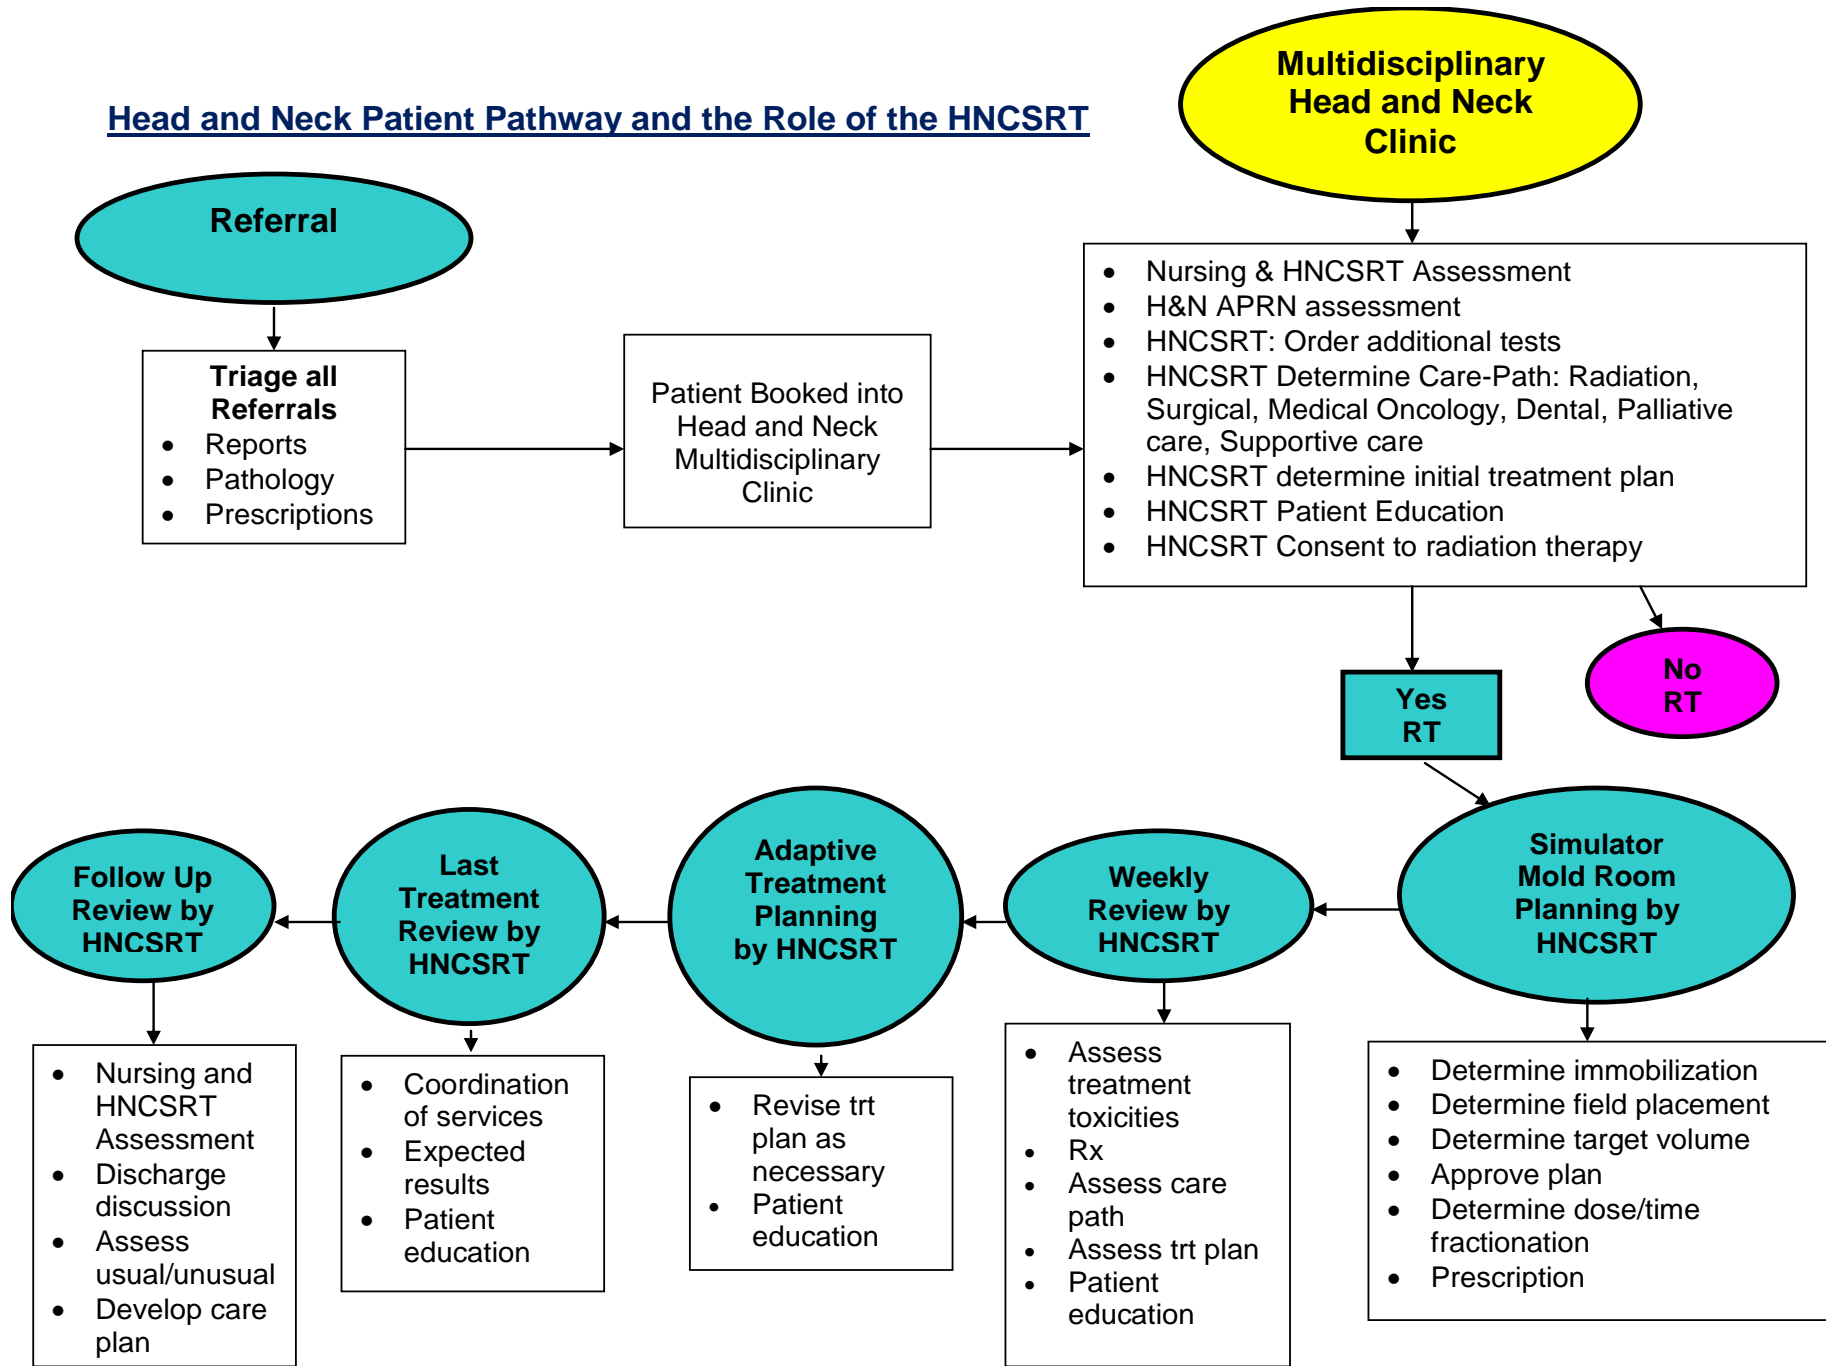 Head and Neck Patient Pathway and the Role of the HNCSRT
Multidisciplinary
Head and Neck
Clinic
Referral
Triage all
Referrals
• Reports
• Pathology
• Prescriptions
Patient Booked into
Head and Neck
Multidisciplinary
Clinic
• Nursing & HNCSRT Assessment
• H&N APRN assessment
• HNCSRT: Order additional tests
• HNCSRT Determine Care-Path: Radiation,
Surgical, Medical Oncology, Dental, Palliative
care, Supportive care
• HNCSRT determine initial treatment plan
• HNCSRT Patient Education
• HNCSRT Consent to radiation therapy
Yes
RT
No
RT
Simulator
Mold Room
Planning by
HNCSRT
• Determine immobilization
• Determine field placement
• Determine target volume
• Approve plan
• Determine dose/time
fractionation
• Prescription
Weekly
Review by
HNCSRT
• Assess
treatment
toxicities
• Rx
• Assess care
path
• Assess trt plan
• Patient
education
Adaptive
Treatment
Planning
by HNCSRT
• Revise trt
plan as
necessary
• Patient
education
Last
Treatment
Review by
HNCSRT
• Coordination
of services
• Expected
results
• Patient
education
Follow Up
Review by
HNCSRT
• Nursing and
HNCSRT
Assessment
• Discharge
discussion
• Assess
usual/unusual
• Develop care
plan